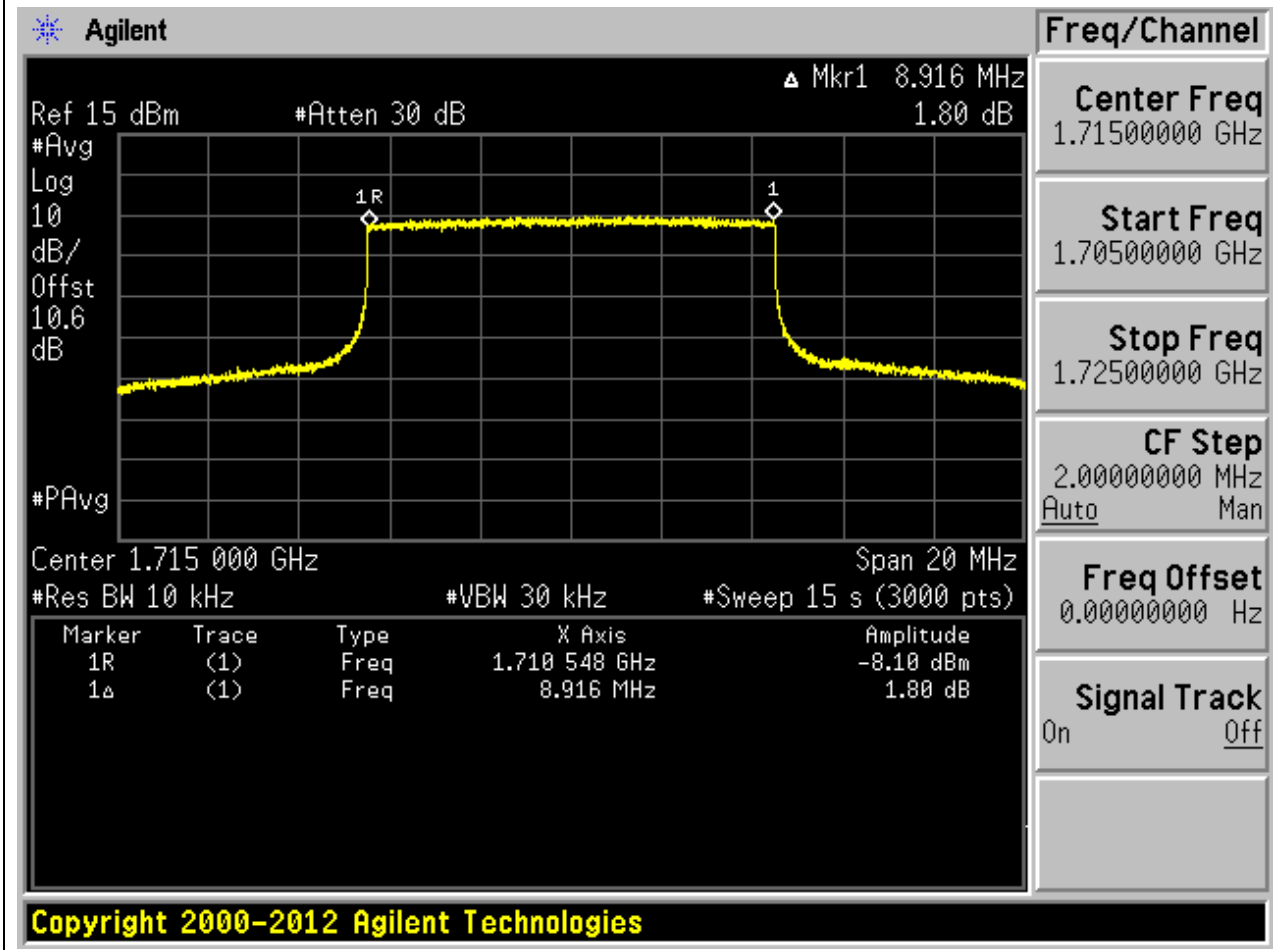 Agilent
Freq/Channel
▵ Mkr1 8.916 MHz
Ref 15 dBm #Atten 30 dB 1.80 dB
#Avg
Log
10
dB/
Offst
10.6
dB
#PAvg
1R
1
Center 1.715 000 GHz Span 20 MHz
#Res BW 10 kHz #VBW 30 kHz #Sweep 15 s (3000 pts)
Marker Trace Type X Axis Amplitude
1R (1) Freq 1.710 548 GHz -8.10 dBm
1▵ (1) Freq 8.916 MHz 1.80 dB
Center Freq
1.71500000 GHz
Start Freq
1.70500000 GHz
Stop Freq
1.72500000 GHz
CF Step
2.00000000 MHz
Auto Man
Freq Offset
0.00000000 Hz
Signal Track
On Off
Copyright 2000-2012 Agilent Technologies